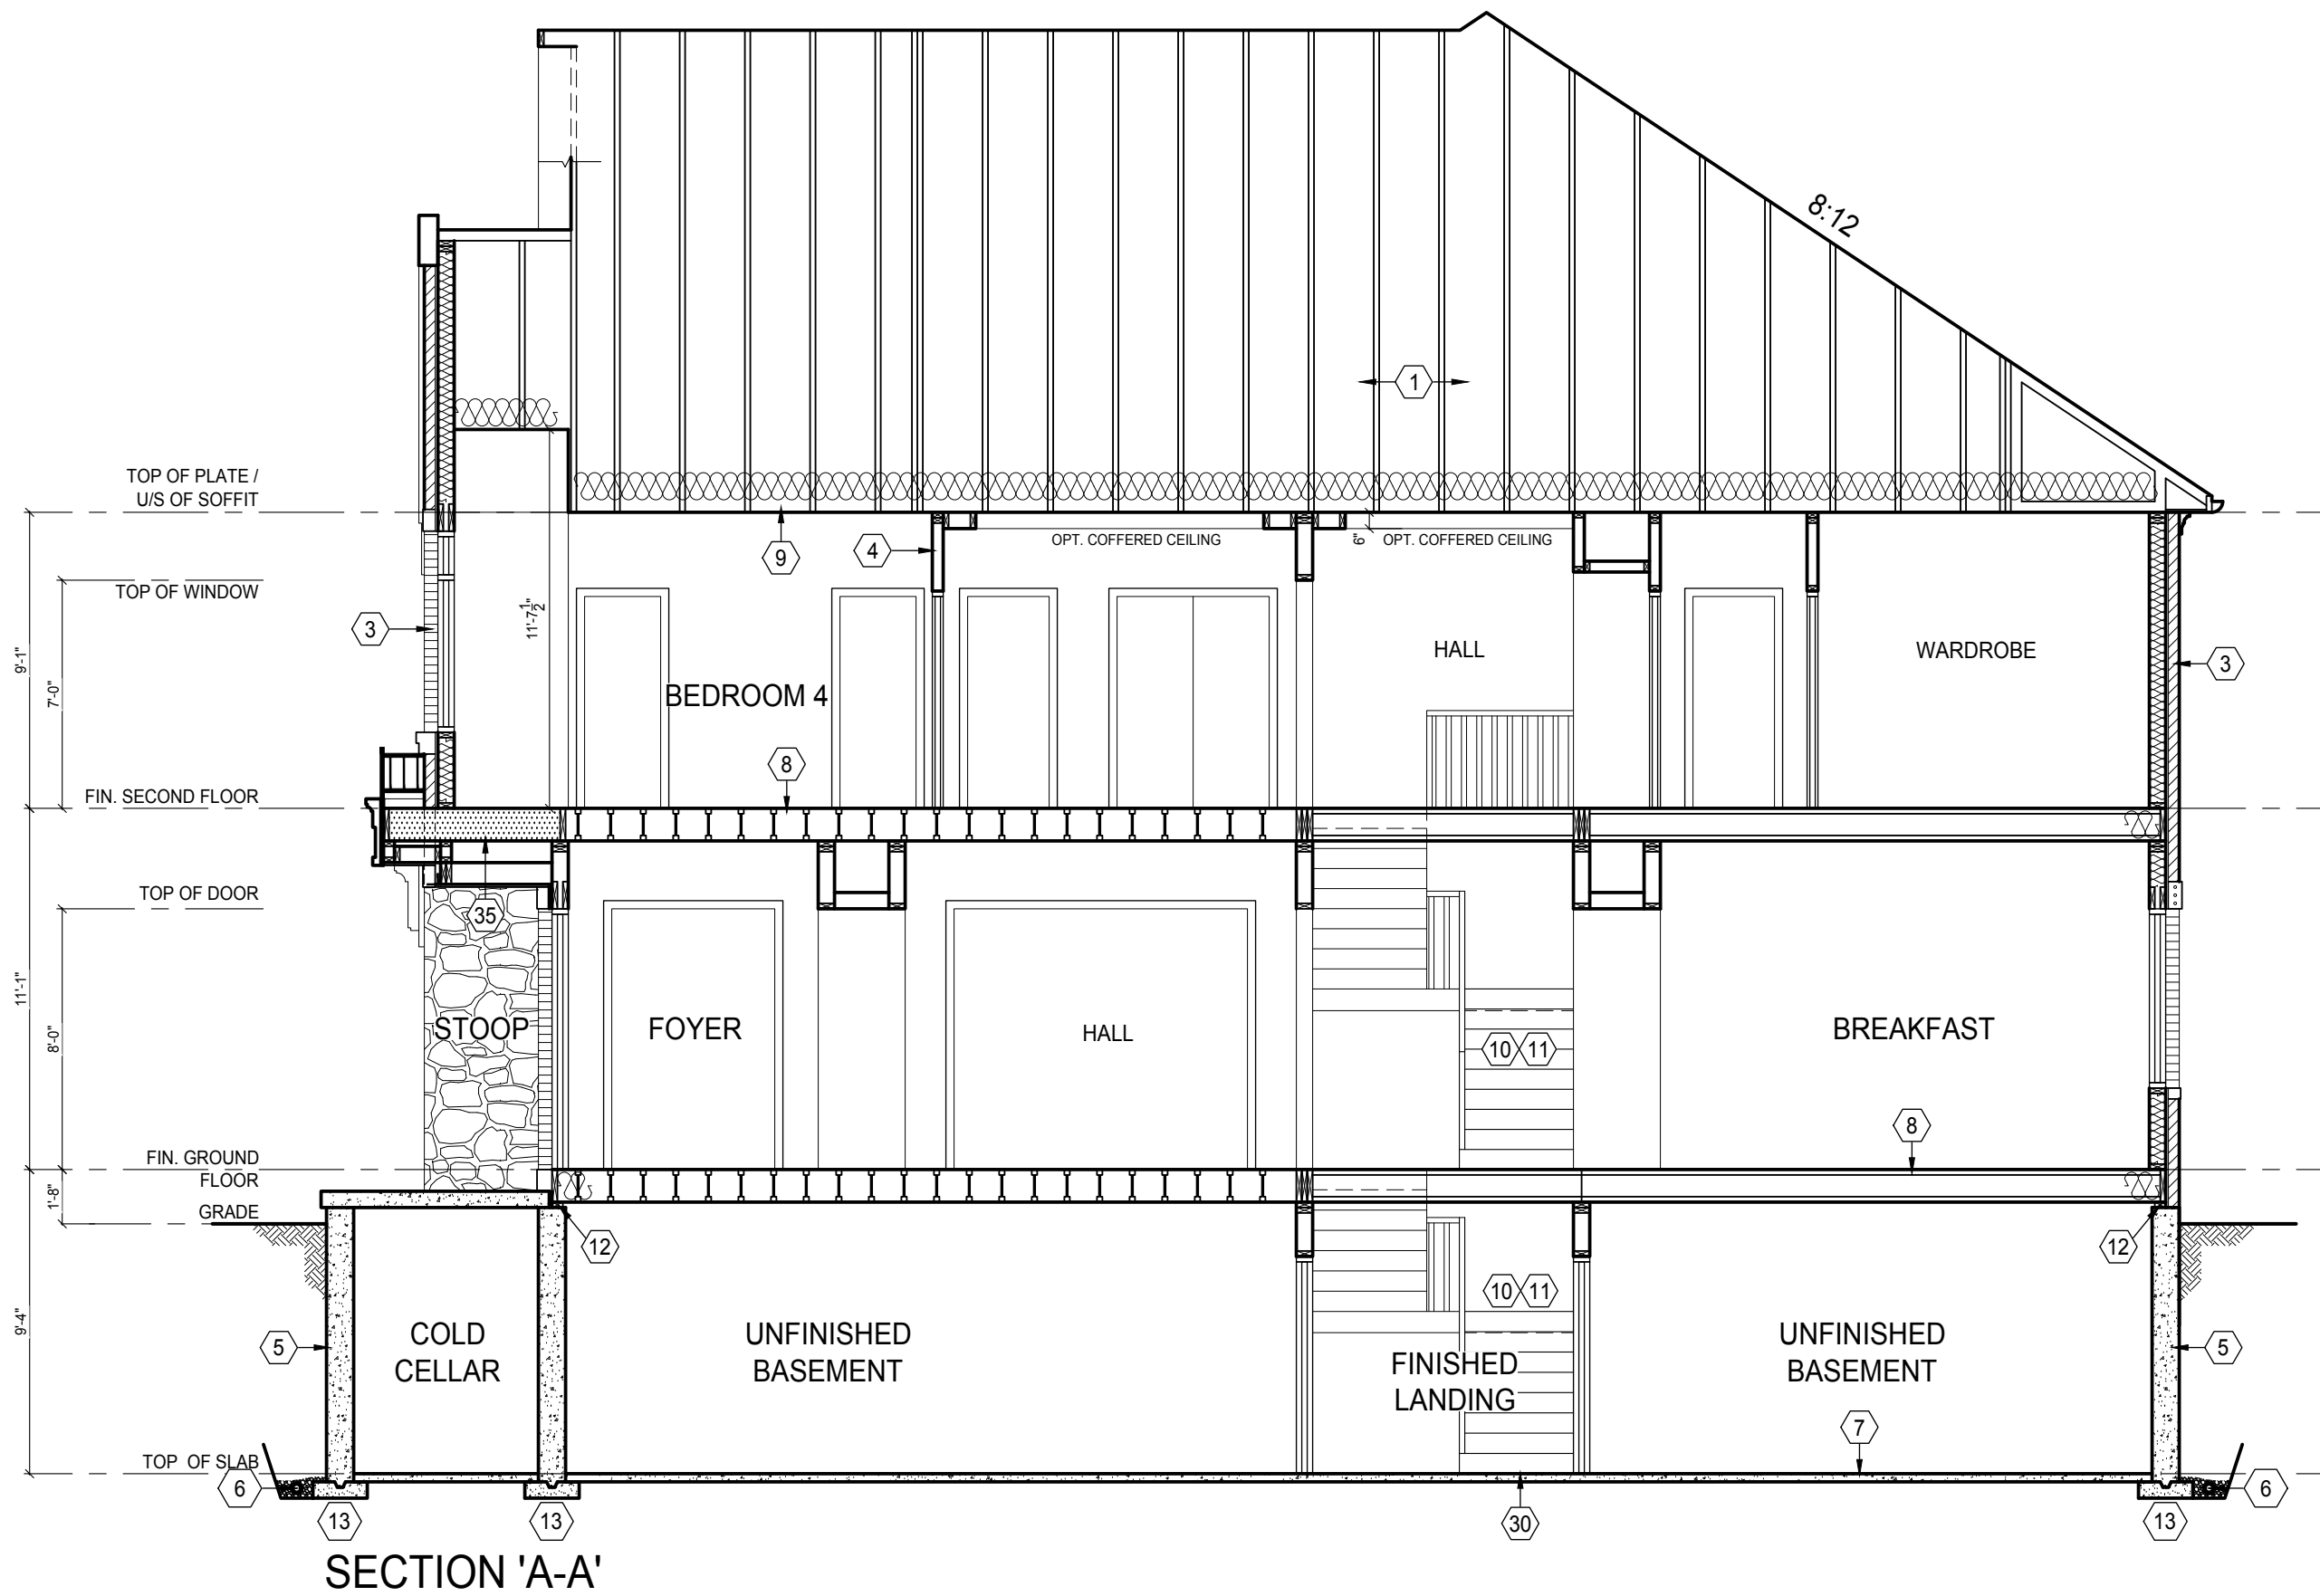 8:12
1
TOP OF PLATE /
U/S OF SOFFIT
9
4
OPT. COFFERED CEILING
6"
OPT. COFFERED CEILING
TOP OF WINDOW
3
11'-7 1/2"
9'-1"
7'-0"
HALL
WARDROBE
3
BEDROOM 4
8
FIN. SECOND FLOOR
TOP OF DOOR
35
11'-1"
8'-0"
STOOP
FOYER
HALL
10
11
BREAKFAST
8
FIN. GROUND
FLOOR
1'-8"
GRADE
12
12
10
11
9'-4"
COLD
CELLAR
UNFINISHED
BASEMENT
FINISHED
LANDING
UNFINISHED
BASEMENT
5
5
7
TOP OF SLAB
6
6
13
13
30
13
SECTION 'A-A'